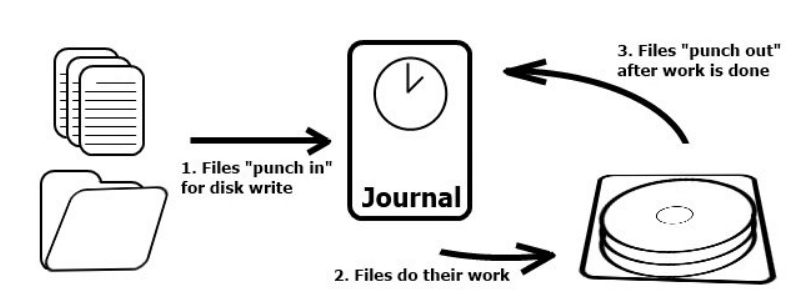 1. Files "punch in"
for disk write
Journal
2. Files do their work
3. Files "punch out"
after work is done